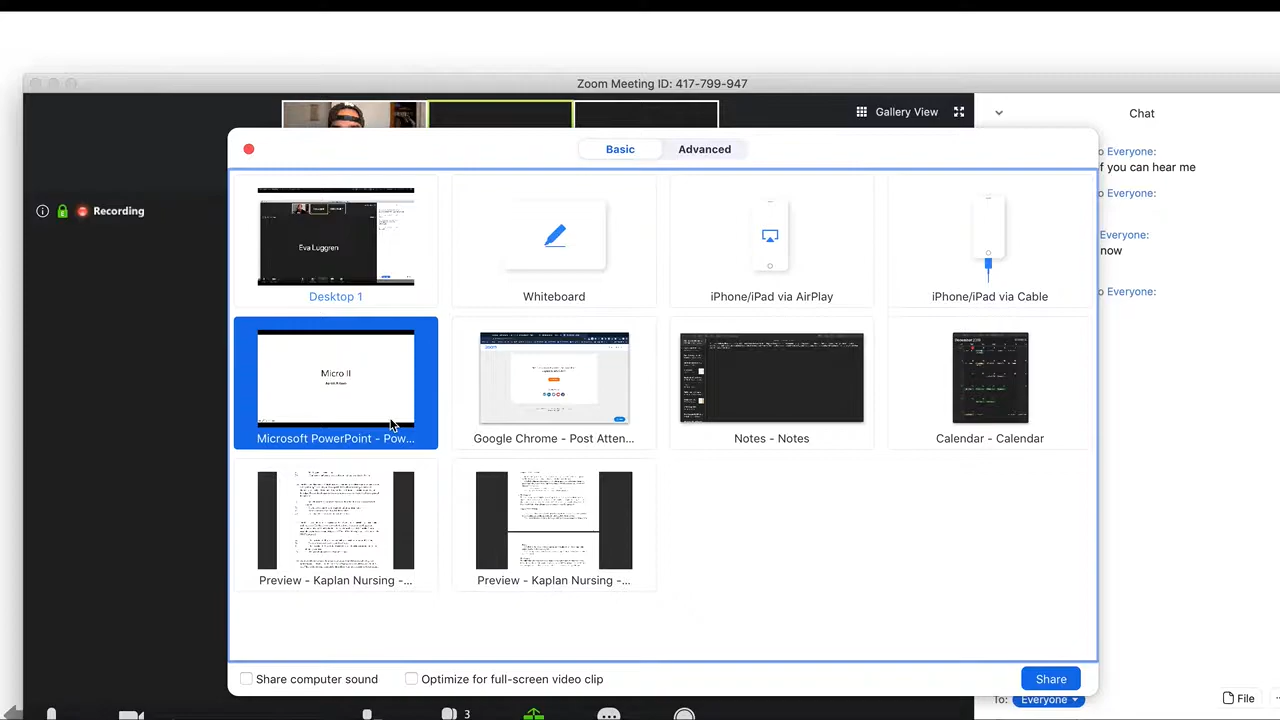 Zoom Meeting ID: 417-799-947
Gallery View
Chat
Basic
Advanced
o Everyone:
f you can hear me
o Everyone:
Everyone:
now
o Everyone:
Recording
Eva Luggren
Desktop 1
Whiteboard
iPhone/iPad via AirPlay
iPhone/iPad via Cable
Micro II
Microsoft PowerPoint - Pow...
Google Chrome - Post Atten...
Notes - Notes
Calendar - Calendar
Preview - Kaplan Nursing -...
Preview - Kaplan Nursing -...
Share computer sound
Optimize for full-screen video clip
Share
To: Everyone
File
3